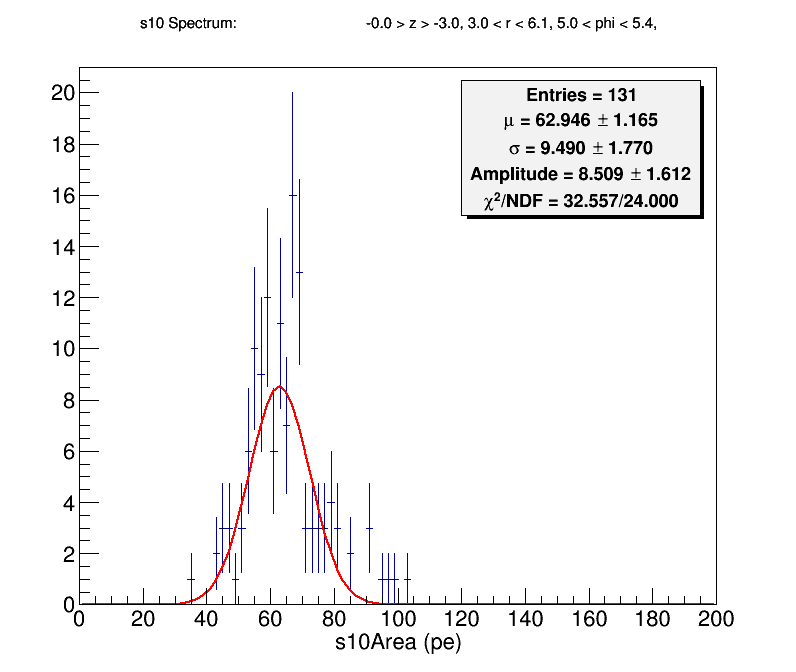 s10 Spectrum: -0.0 > z > -3.0, 3.0 < r < 6.1, 5.0 < phi < 5.4,
Entries = 131
μ = 62.946 ± 1.165
σ = 9.490 ± 1.770
Amplitude = 8.509 ± 1.612
χ²/NDF = 32.557/24.000
20
18
16
14
12
10
8
6
4
2
0
0 20 40 60 80 100 120 140 160 180 200
s10Area (pe)